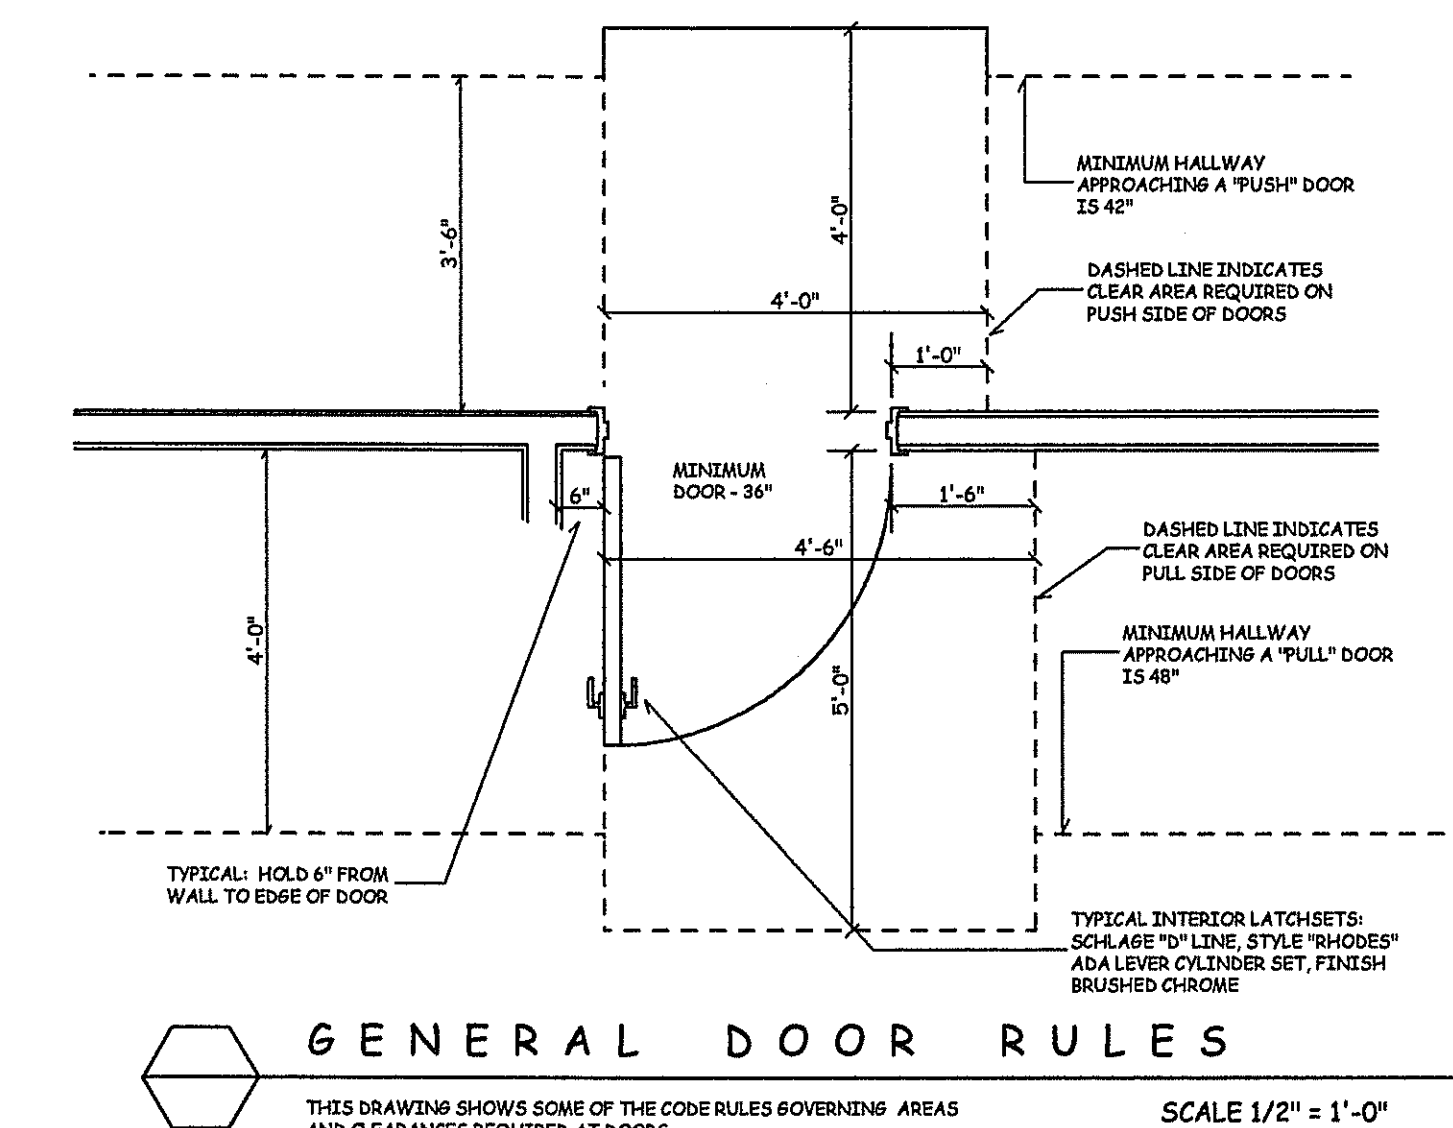 MINIMUM HALLWAY
APPROACHING A "PUSH" DOOR
IS 42"
3'-6"
4'-0"
DASHED LINE INDICATES
CLEAR AREA REQUIRED ON
PUSH SIDE OF DOORS
4'-0"
1'-0"
MINIMUM
DOOR - 36"
6"
1'-6"
4'-6"
DASHED LINE INDICATES
CLEAR AREA REQUIRED ON
PULL SIDE OF DOORS
4'-0"
5'-0"
MINIMUM HALLWAY
APPROACHING A "PULL" DOOR
IS 48"
TYPICAL: HOLD 6" FROM
WALL TO EDGE OF DOOR
TYPICAL INTERIOR LATCHSETS:
SCHLAGE "D" LINE, STYLE "RHODES"
ADA LEVER CYLINDER SET, FINISH
BRUSHED CHROME
GENERAL DOOR RULES
THIS DRAWING SHOWS SOME OF THE CODE RULES GOVERNING AREAS
AND CLEARANCES REQUIRED AT DOORS
SCALE 1/2" = 1'-0"